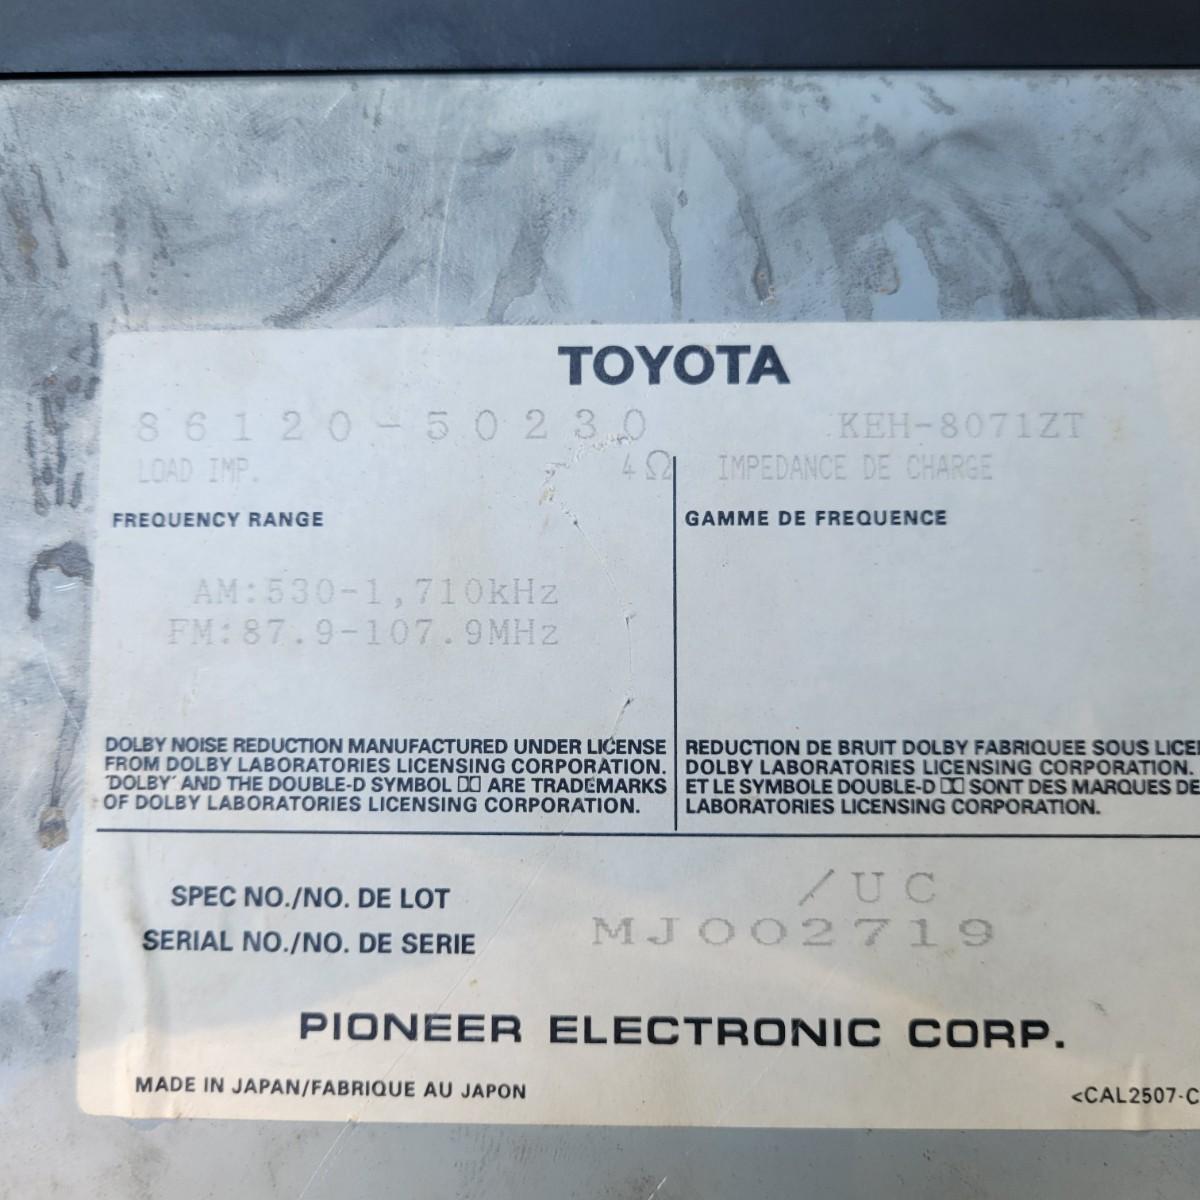 TOYOTA
86120-50230 KEH-8071ZT
LOAD IMP. 4Ω IMPEDANCE DE CHARGE
FREQUENCY RANGE
AM:530-1,710kHz
FM:87.9-107.9MHz
DOLBY NOISE REDUCTION MANUFACTURED UNDER LICENSE
FROM DOLBY LABORATORIES LICENSING CORPORATION.
'DOLBY' AND THE DOUBLE-D SYMBOL ARE TRADEMARKS
OF DOLBY LABORATORIES LICENSING CORPORATION.
GAMME DE FREQUENCE
REDUCTION DE BRUIT DOLBY FABRIQUEE SOUS LICE
DOLBY LABORATORIES LICENSING CORPORATION.
ET LE SYMBOLE DOUBLE-D SONT DES MARQUES DE
LABORATORIES LICENSING CORPORATION.
SPEC NO./NO. DE LOT /UC
SERIAL NO./NO. DE SERIE MJ002719
PIONEER ELECTRONIC CORP.
MADE IN JAPAN/FABRIQUE AU JAPON <CAL2507-C